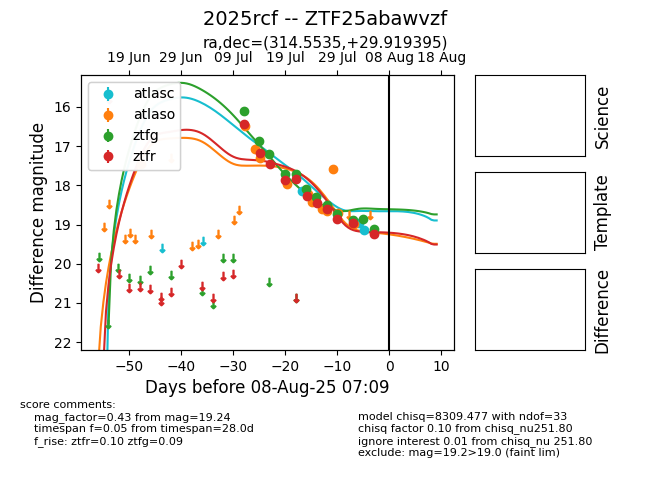 2025rcf -- ZTF25abawvzf
ra,dec=(314.5535,+29.919395)
19 Jun 29 Jun 09 Jul 19 Jul 29 Jul 08 Aug 18 Aug
atlasc
atlaso
ztfg
ztfr
16
17
18
19
20
21
22
Difference magnitude
−50 −40 −30 −20 −10 0 10
Days before 08-Aug-25 07:09
Science
Template
Difference
score comments:
mag_factor=0.43 from mag=19.24
timespan f=0.05 from timespan=28.0d
f_rise: ztfr=0.10 ztfg=0.09
model chisq=8309.477 with ndof=33
chisq factor 0.10 from chisq_nu251.80
ignore interest 0.01 from chisq_nu 251.80
exclude: mag=19.2>19.0 (faint lim)